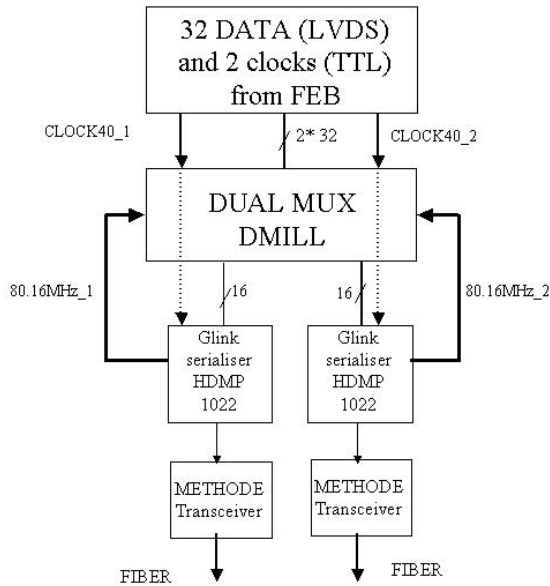 32 DATA (LVDS)
and 2 clocks (TTL)
from FEB
CLOCK40_1
2* 32
CLOCK40_2
DUAL MUX
DMILL
80.16MHz_1
16
16
80.16MHz_2
Glink
serialiser
HDMP
1022
Glink
serialiser
HDMP
1022
METHODE
Transceiver
METHODE
Transceiver
FIBER
FIBER